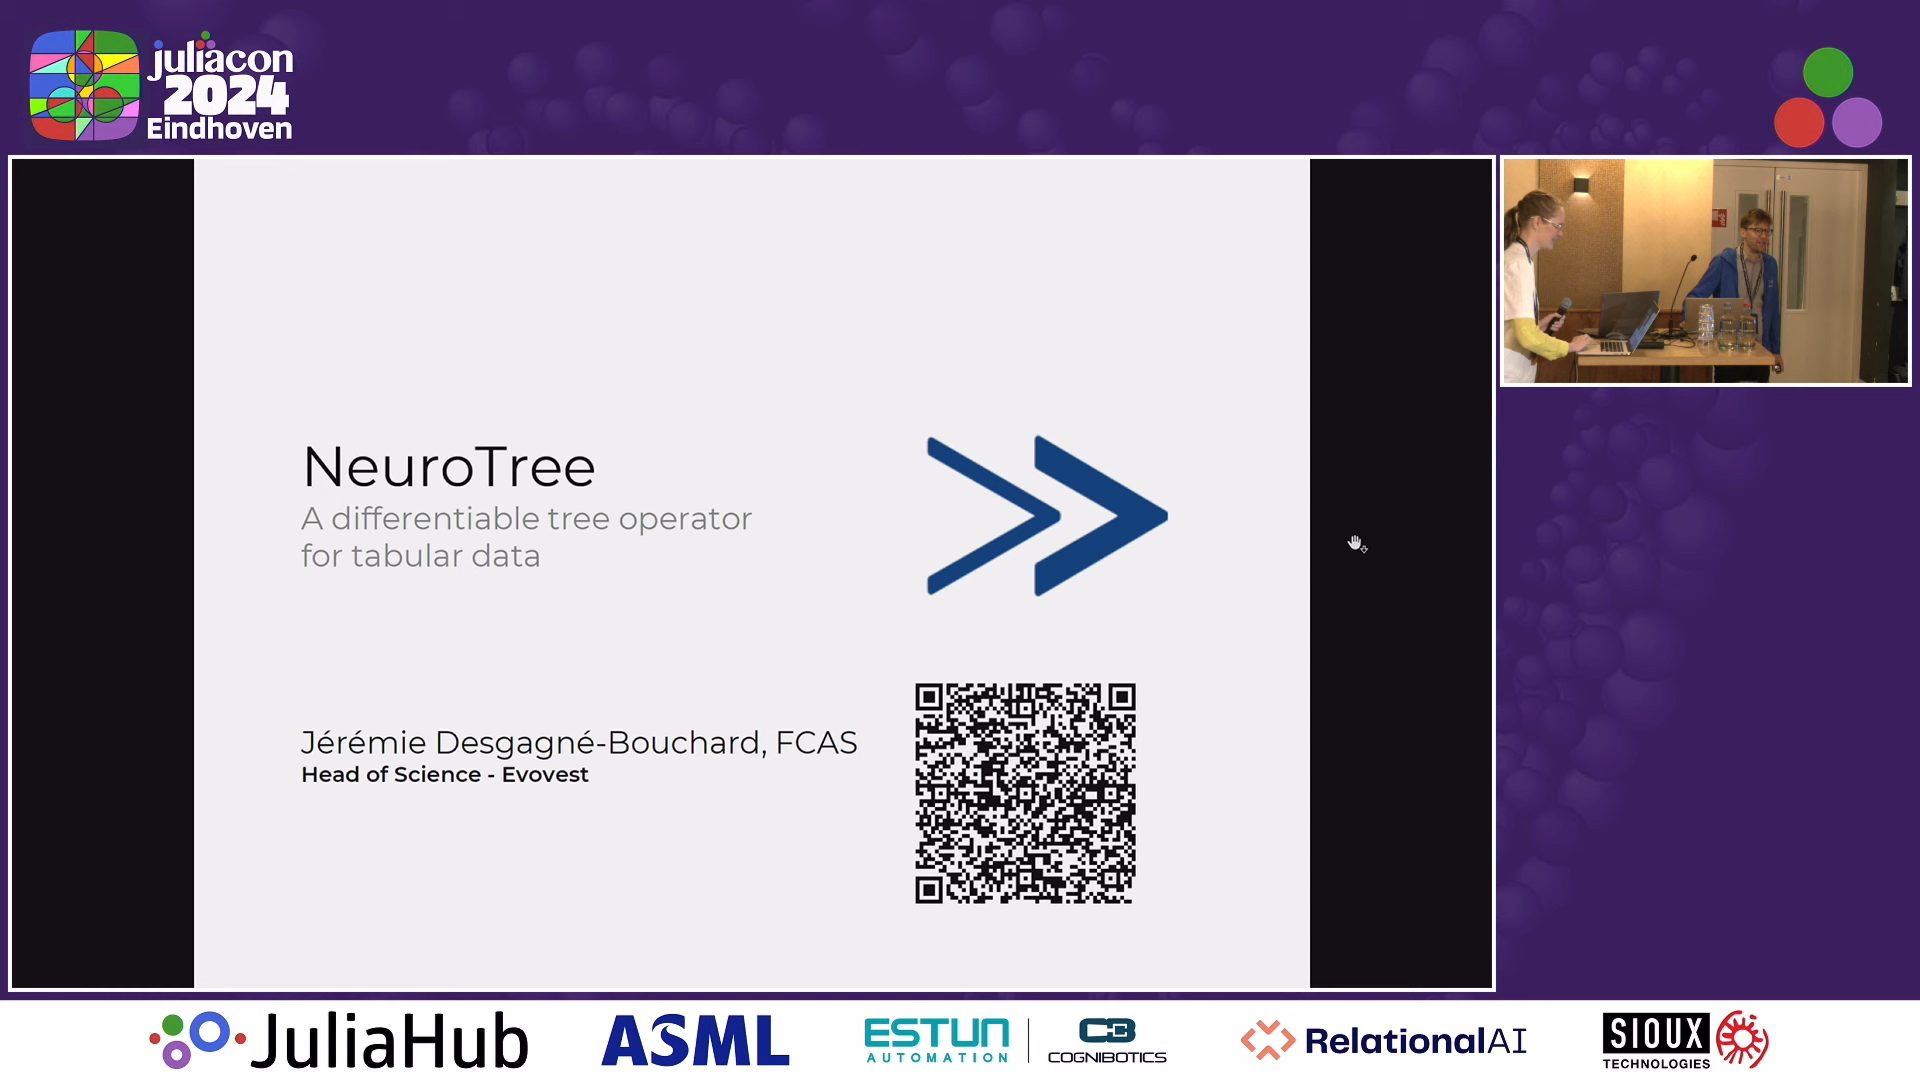 juliacon
2024
Eindhoven
NeuroTree
A differentiable tree operator
for tabular data
Jérémie Desgagné-Bouchard, FCAS
Head of Science - Evovest
JuliaHub
ASML
ESTUN
AUTOMATION
COGNIBOTICS
RelationalAI
SIOUX
TECHNOLOGIES